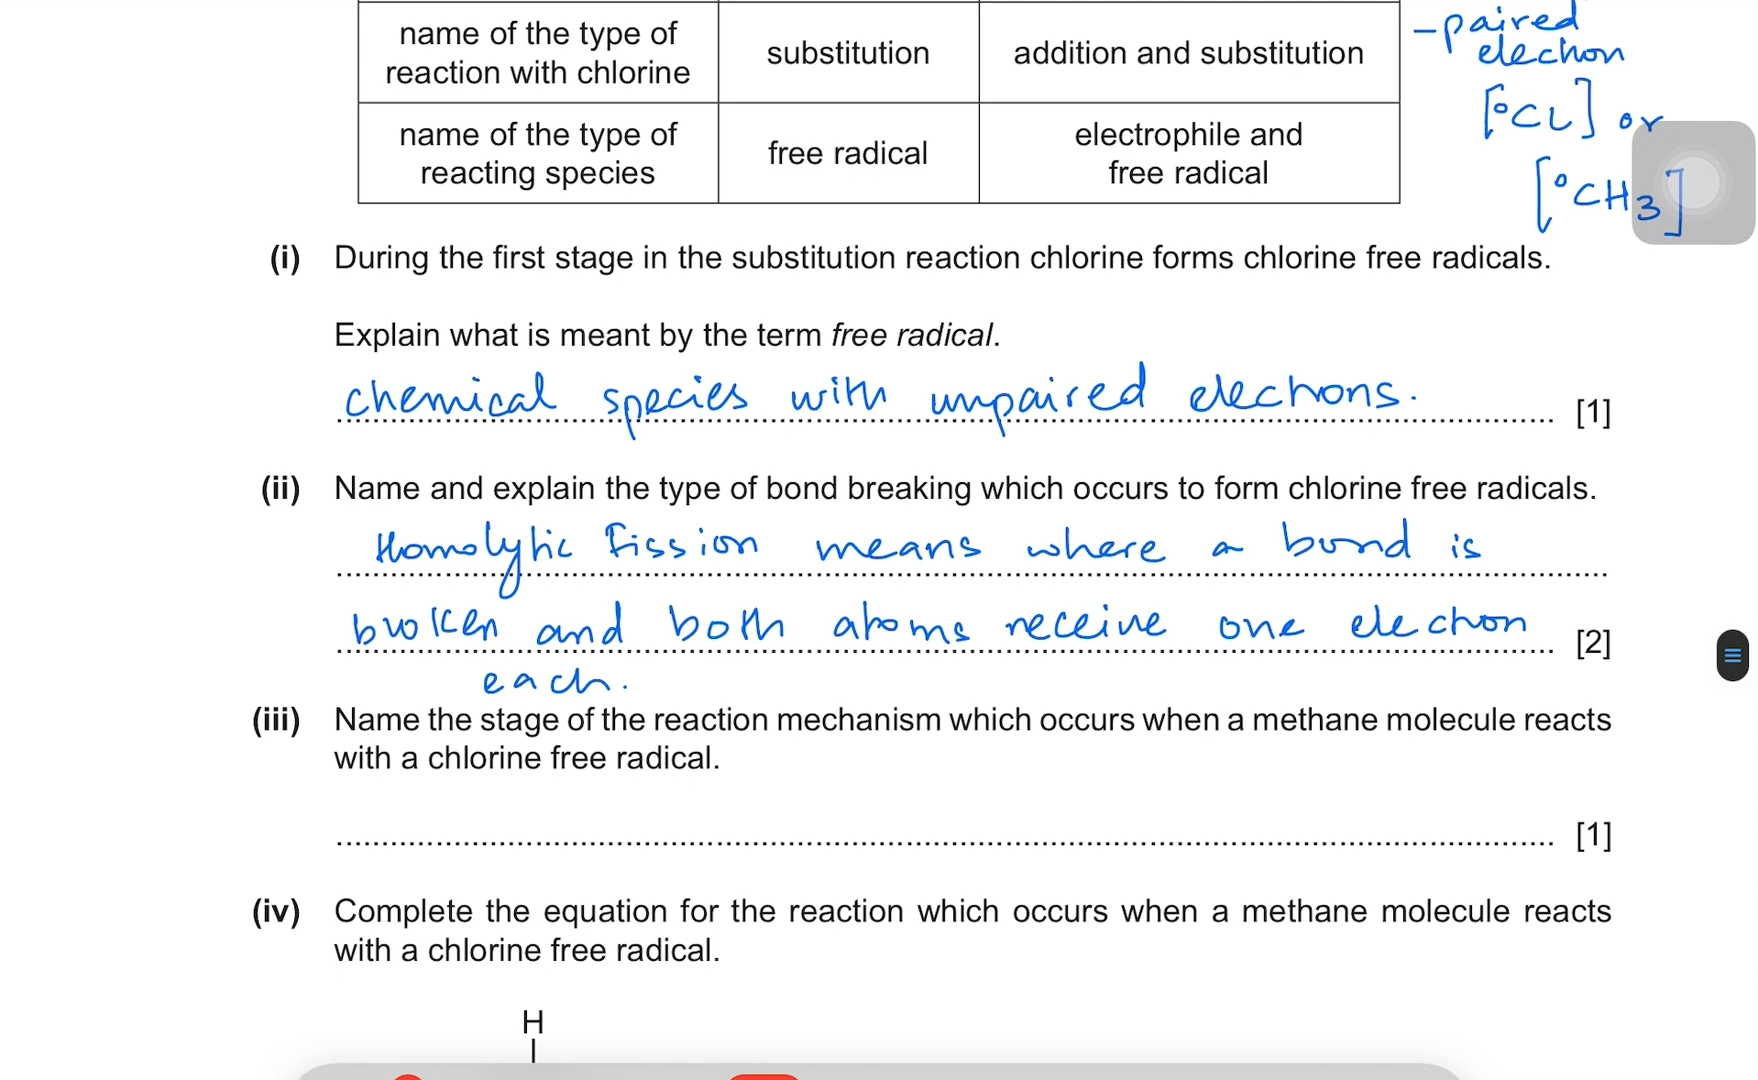 name of the type of
reaction with chlorine
substitution
addition and substitution
name of the type of
reacting species
free radical
electrophile and
free radical
-paired
electron
[°CL] or
[°CH3]
(i) During the first stage in the substitution reaction chlorine forms chlorine free radicals.
Explain what is meant by the term free radical.
chemical species with unpaired electrons.
[1]
(ii) Name and explain the type of bond breaking which occurs to form chlorine free radicals.
Homolytic fission means where a bond is
broken and both atoms receive one electron
[2]
each.
(iii) Name the stage of the reaction mechanism which occurs when a methane molecule reacts
with a chlorine free radical.
[1]
(iv) Complete the equation for the reaction which occurs when a methane molecule reacts
with a chlorine free radical.
H